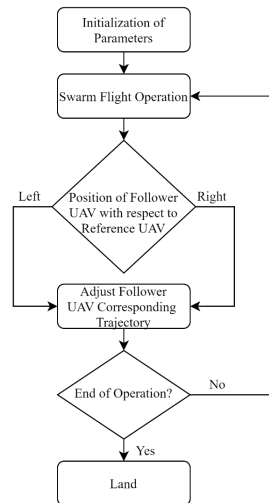 Initialization of
Parameters
Swarm Flight Operation
Left
Right
Position of Follower
UAV with respect to
Reference UAV
Adjust Follower
UAV Corresponding
Trajectory
End of Operation?
No
Yes
Land